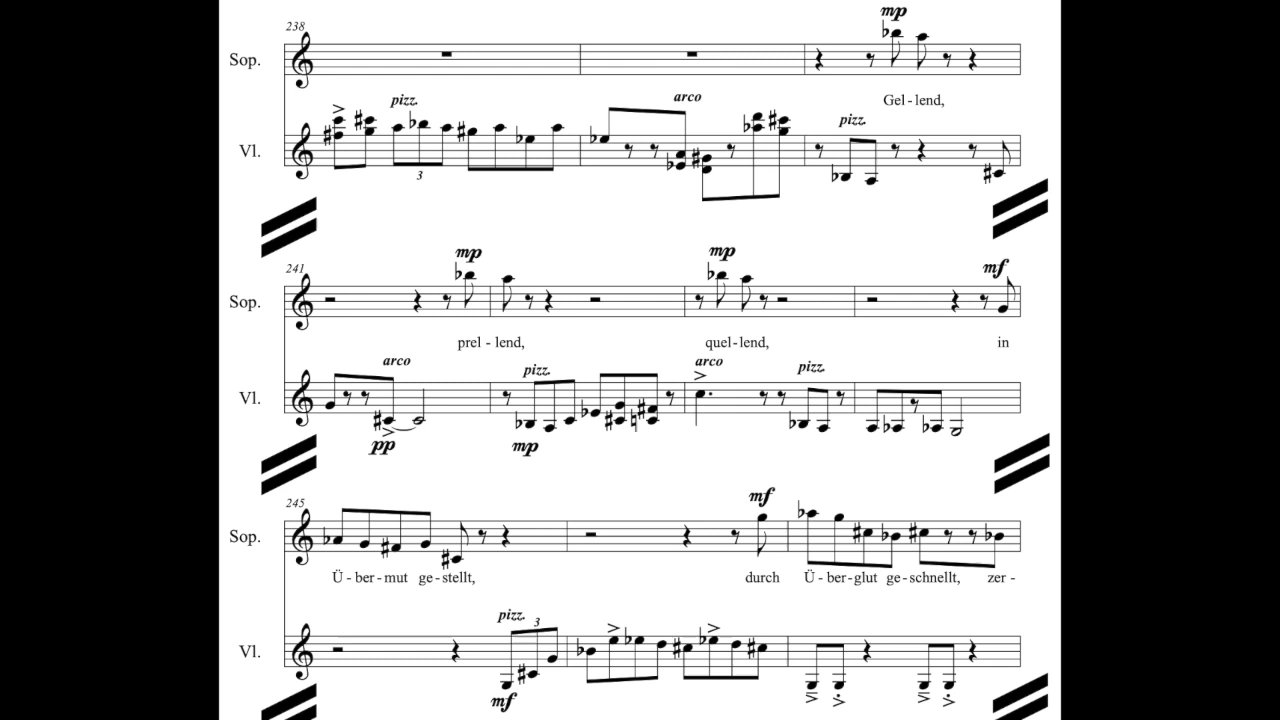 238
mp
Sop.
Gel - lend,
pizz. arco pizz.
Vl.
3
241
mp mp mf
Sop.
prel - lend, quel - lend, in
arco pizz. arco pizz.
Vl.
pp mp
245
mf
Sop.
Ü - ber - mut ge - stellt, durch Ü - ber - glut ge - schnellt, zer -
pizz. 3
Vl.
mf